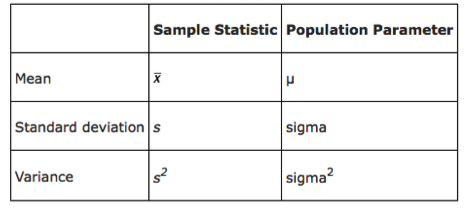 Sample Statistic Population Parameter
Mean x̄ μ
Standard deviation s sigma
Variance s² sigma²